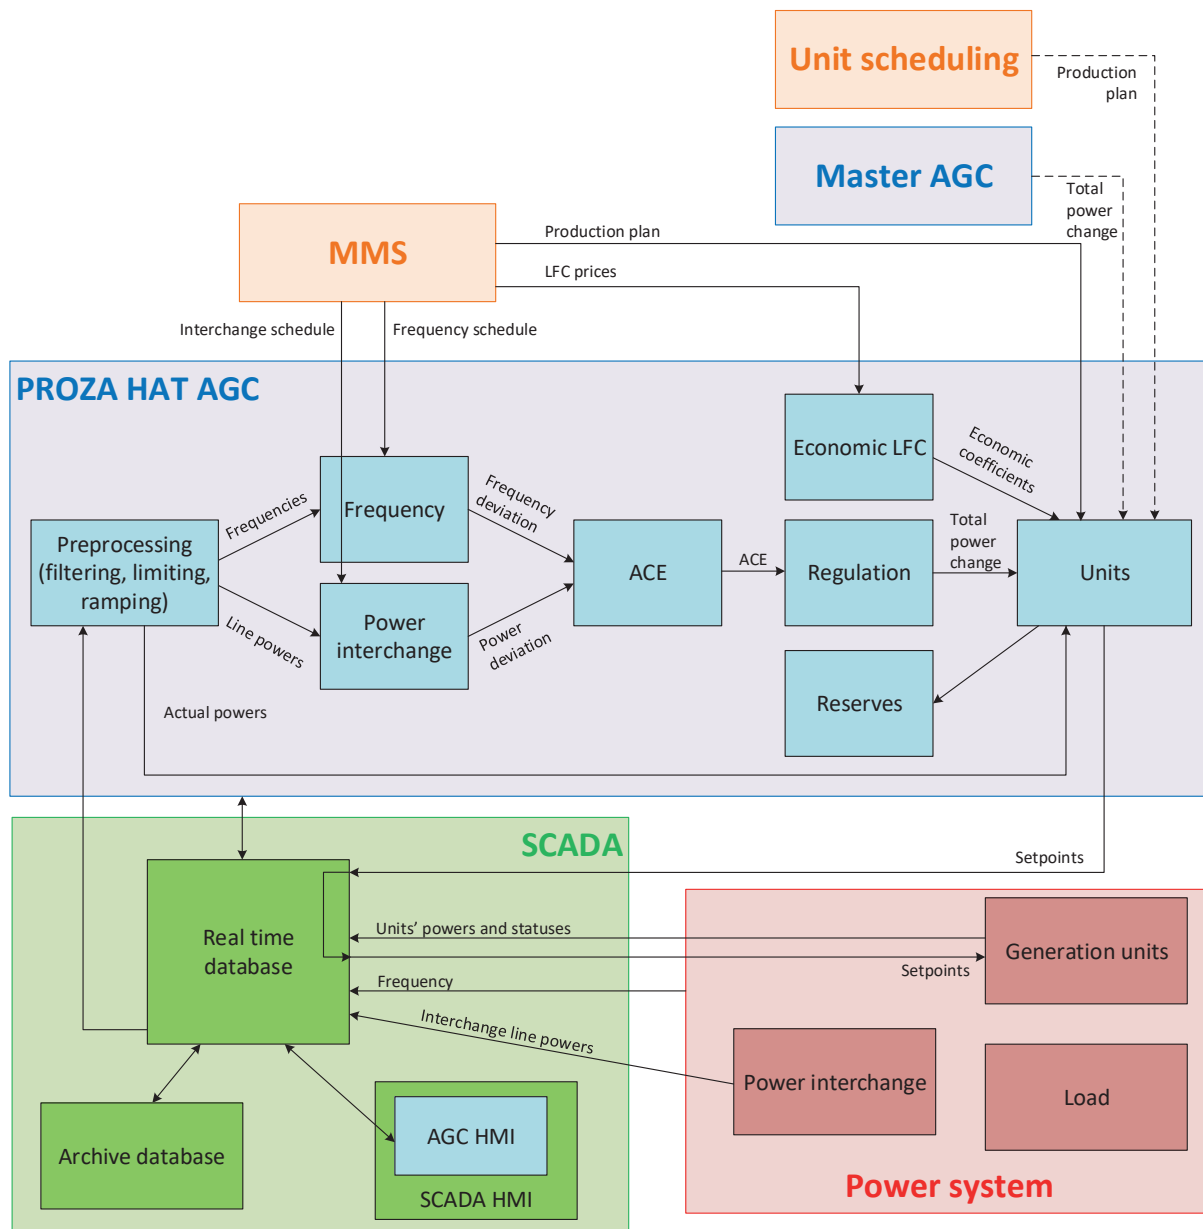 Unit scheduling
Production
plan
Master AGC
Total
power
change
MMS
Production plan
LFC prices
Interchange schedule
Frequency schedule
PROZA HAT AGC
Economic LFC
Economic
coefficients
Frequencies
Frequency
Frequency
deviation
Preprocessing
(filtering, limiting,
ramping)
ACE
ACE
Regulation
Total
power
change
Units
Line powers
Power
interchange
Power
deviation
Actual powers
Reserves
SCADA
Setpoints
Real time
database
Units’ powers and statuses
Setpoints
Generation units
Frequency
Interchange line powers
Power interchange
Load
Archive database
AGC HMI
SCADA HMI
Power system